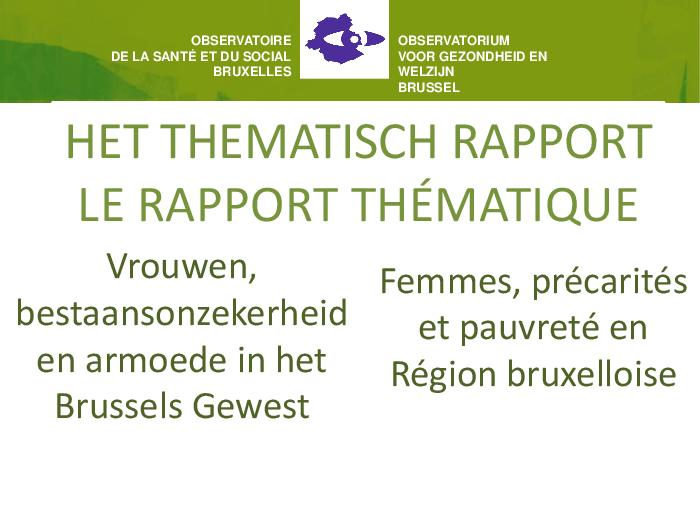 OBSERVATOIRE
DE LA SANTÉ ET DU SOCIAL
BRUXELLES
OBSERVATORIUM
VOOR GEZONDHEID EN
WELZIJN
BRUSSEL
HET THEMATISCH RAPPORT
LE RAPPORT THÉMATIQUE
Vrouwen,
bestaansonzekerheid
en armoede in het
Brussels Gewest
Femmes, précarités
et pauvreté en
Région bruxelloise